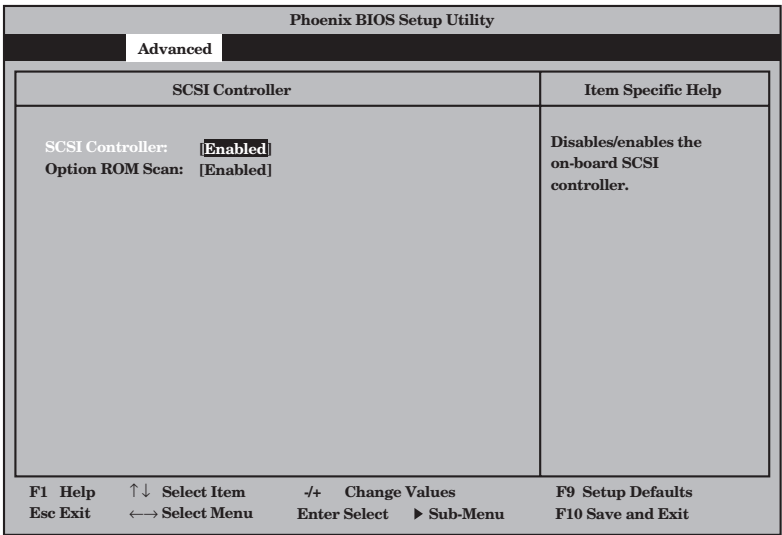 Phoenix BIOS Setup Utility
Advanced
SCSI Controller
Item Specific Help
SCSI Controller: [Enabled]
Option ROM Scan: [Enabled]
Disables/enables the
on-board SCSI
controller.
F1 Help ↑↓ Select Item -/+ Change Values F9 Setup Defaults
Esc Exit ←→ Select Menu Enter Select ▶ Sub-Menu F10 Save and Exit